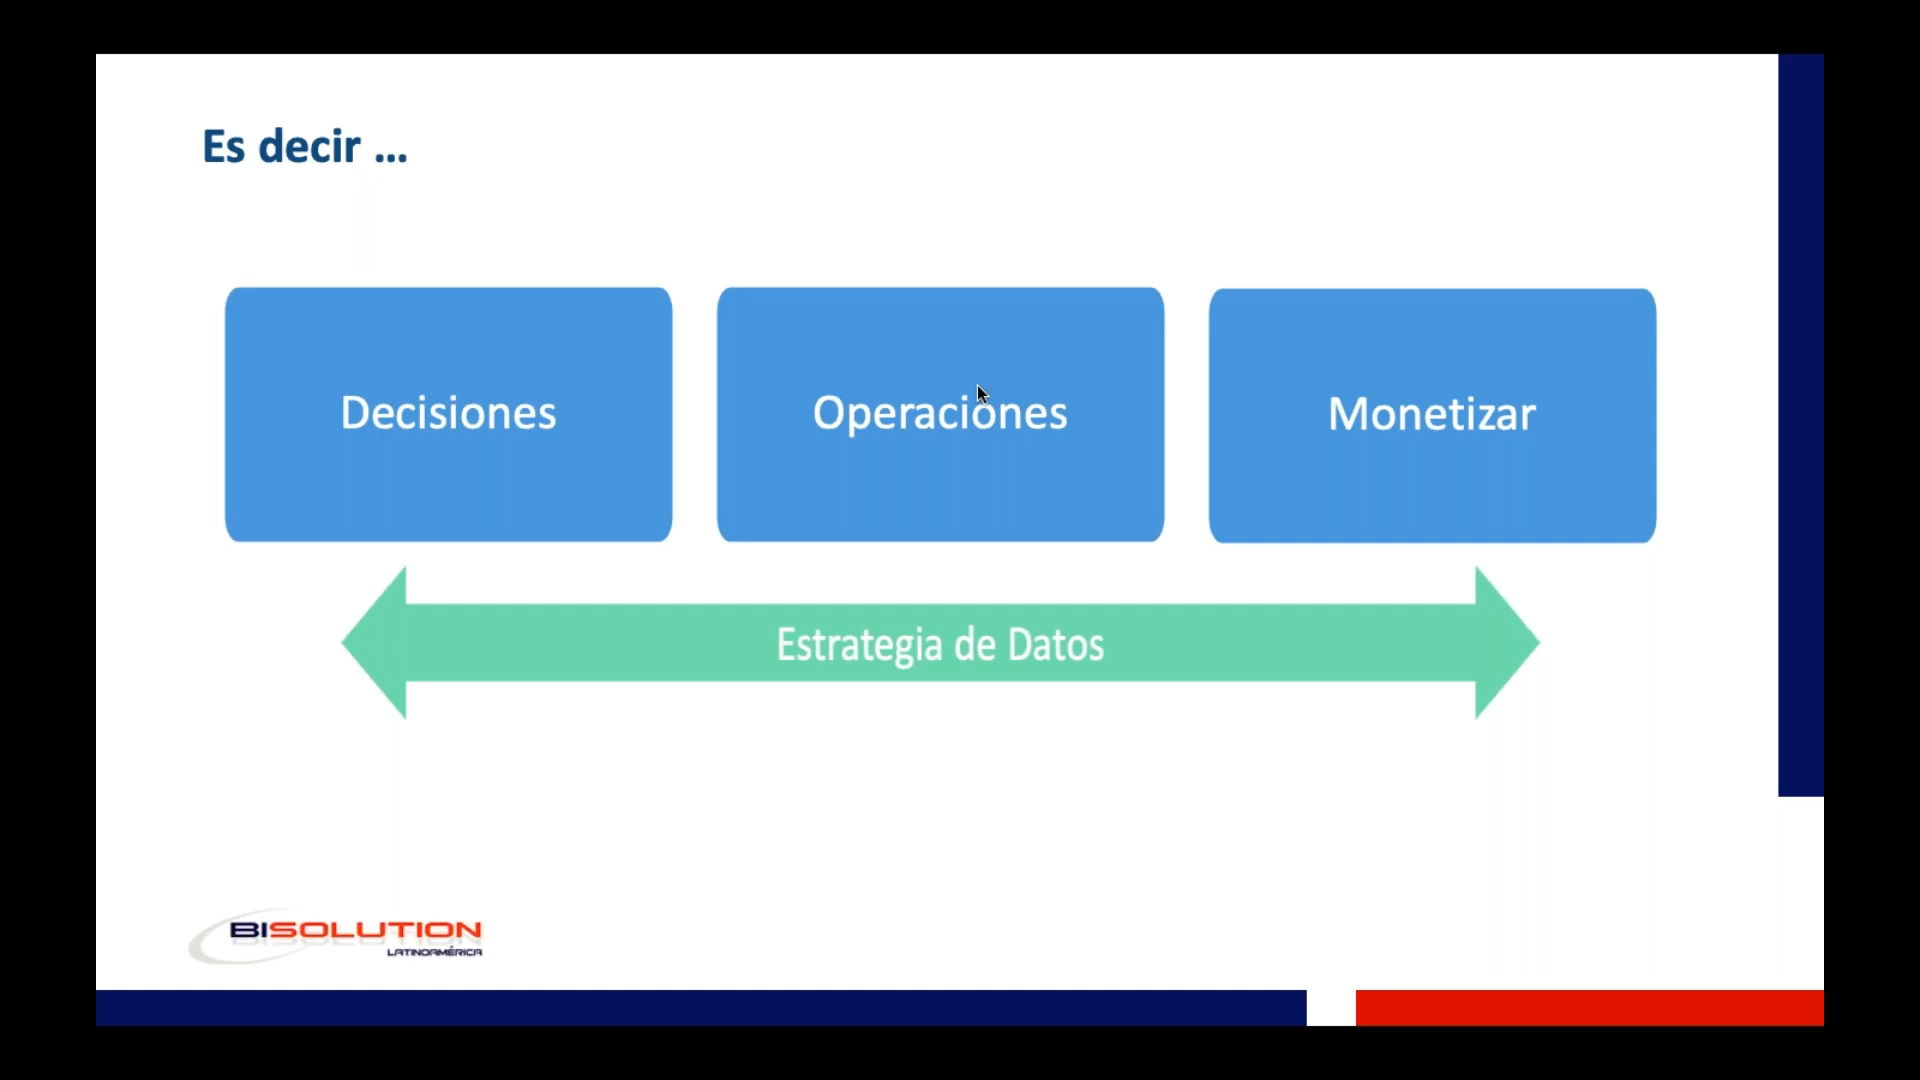 Es decir ...
Decisiones
Operaciones
Monetizar
Estrategia de Datos
BISOLUTION
LATINOAMÉRICA